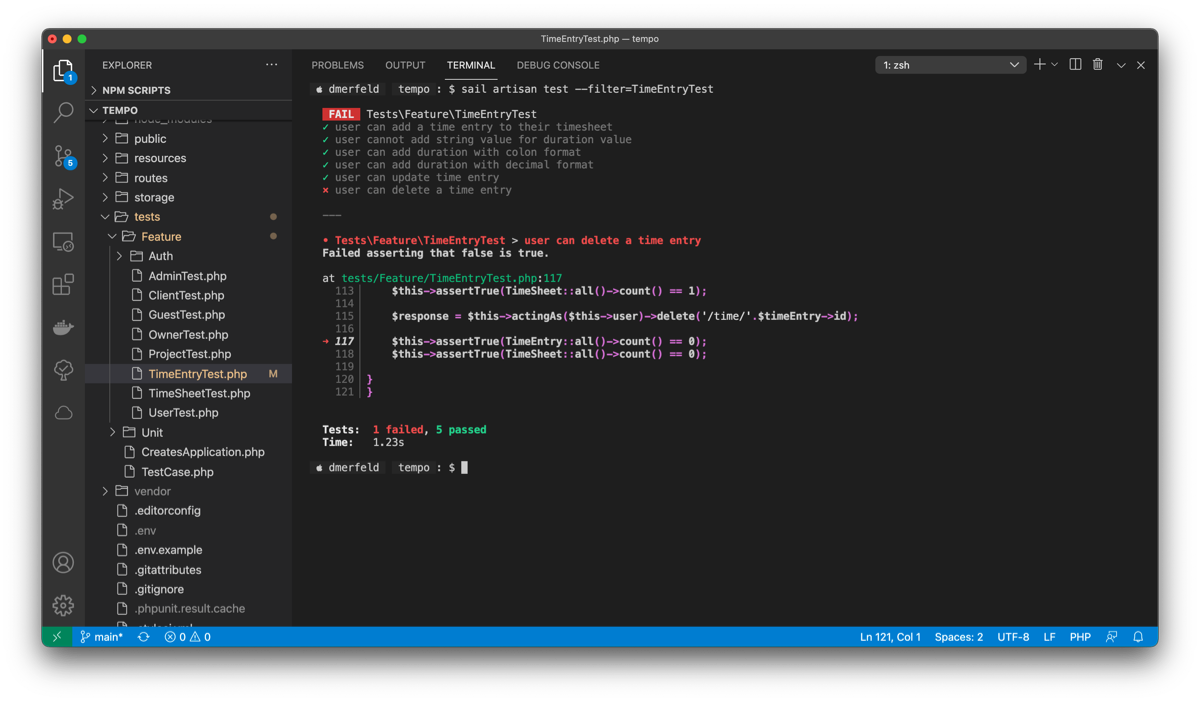 TimeEntryTest.php — tempo
EXPLORER
NPM SCRIPTS
TEMPO
node_modules
public
resources
routes
storage
tests
Feature
Auth
AdminTest.php
ClientTest.php
GuestTest.php
OwnerTest.php
ProjectTest.php
TimeEntryTest.php M
TimeSheetTest.php
UserTest.php
Unit
CreatesApplication.php
TestCase.php
vendor
.editorconfig
.env
.env.example
.gitattributes
.gitignore
.phpunit.result.cache
1
5
PROBLEMS OUTPUT TERMINAL DEBUG CONSOLE 1: zsh
dmerfeld tempo : $ sail artisan test --filter=TimeEntryTest
FAIL Tests\Feature\TimeEntryTest
✓ user can add a time entry to their timesheet
✓ user cannot add string value for duration value
✓ user can add duration with colon format
✓ user can add duration with decimal format
✓ user can update time entry
⨯ user can delete a time entry
---
• Tests\Feature\TimeEntryTest > user can delete a time entry
Failed asserting that false is true.
at tests/Feature/TimeEntryTest.php:117
113 $this->assertTrue(TimeSheet::all()->count() == 1);
114
115 $response = $this->actingAs($this->user)->delete('/time/'.$timeEntry->id);
116
➜ 117 $this->assertTrue(TimeEntry::all()->count() == 0);
118 $this->assertTrue(TimeSheet::all()->count() == 0);
119
120 }
121 }
Tests: 1 failed, 5 passed
Time: 1.23s
dmerfeld tempo : $
main* 0 0 Ln 121, Col 1 Spaces: 2 UTF-8 LF PHP